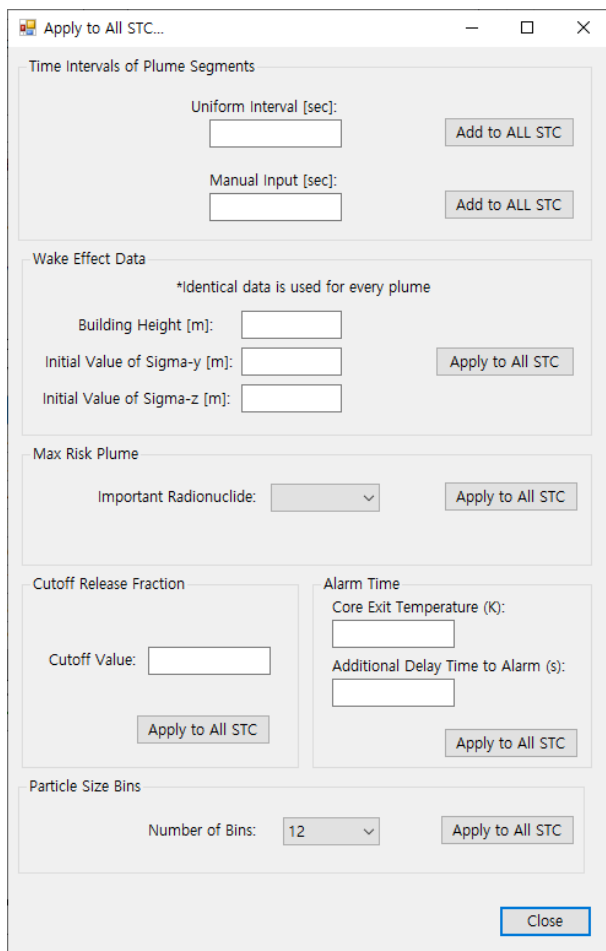 Apply to All STC...
Time Intervals of Plume Segments
Uniform Interval [sec]:
Add to ALL STC
Manual Input [sec]:
Add to ALL STC
Wake Effect Data
*Identical data is used for every plume
Building Height [m]:
Initial Value of Sigma-y [m]:
Apply to All STC
Initial Value of Sigma-z [m]:
Max Risk Plume
Important Radionuclide:
Apply to All STC
Cutoff Release Fraction
Cutoff Value:
Apply to All STC
Alarm Time
Core Exit Temperature (K):
Additional Delay Time to Alarm (s):
Apply to All STC
Particle Size Bins
Number of Bins: 12
Apply to All STC
Close